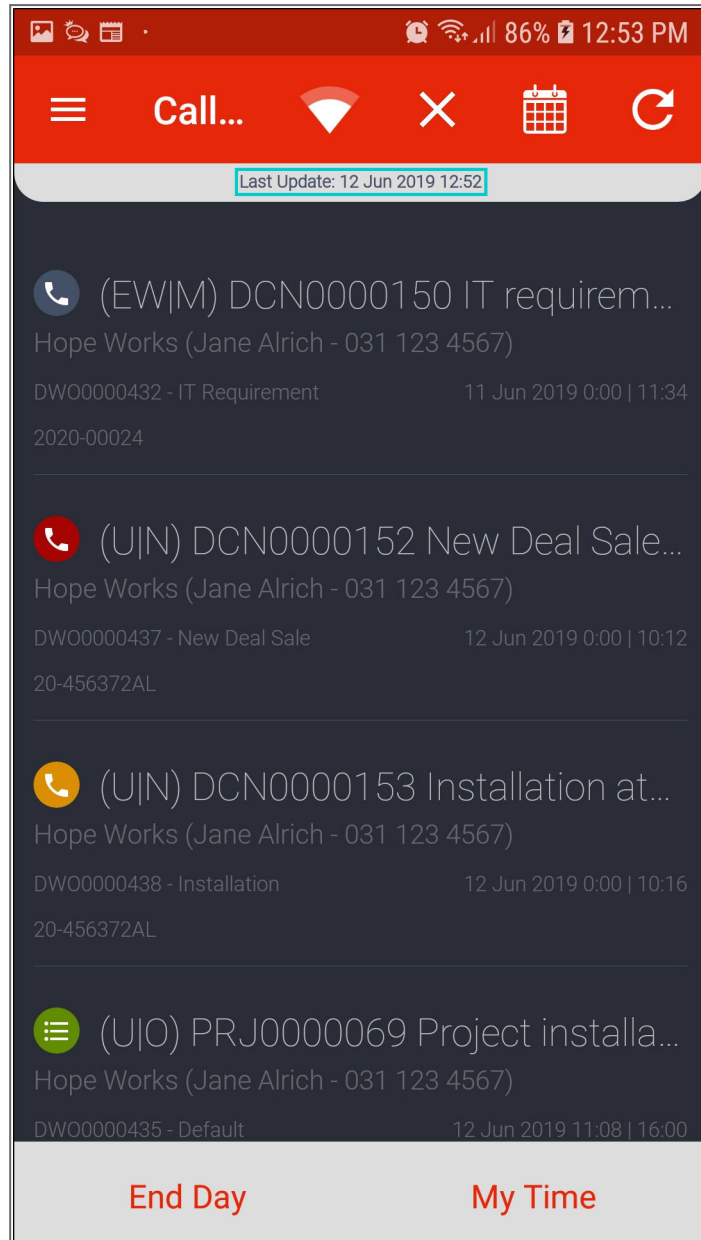 86% 12:53 PM
Call...
Last Update: 12 Jun 2019 12:52
(EW|M) DCN0000150 IT requirem...
Hope Works (Jane Alrich - 031 123 4567)
DWO0000432 - IT Requirement 11 Jun 2019 0:00 | 11:34
2020-00024
(U|N) DCN0000152 New Deal Sale...
Hope Works (Jane Alrich - 031 123 4567)
DWO0000437 - New Deal Sale 12 Jun 2019 0:00 | 10:12
20-456372AL
(U|N) DCN0000153 Installation at...
Hope Works (Jane Alrich - 031 123 4567)
DWO0000438 - Installation 12 Jun 2019 0:00 | 10:16
20-456372AL
(U|O) PRJ0000069 Project installa...
Hope Works (Jane Alrich - 031 123 4567)
DWO0000435 - Default 12 Jun 2019 11:08 | 16:00
End Day My Time